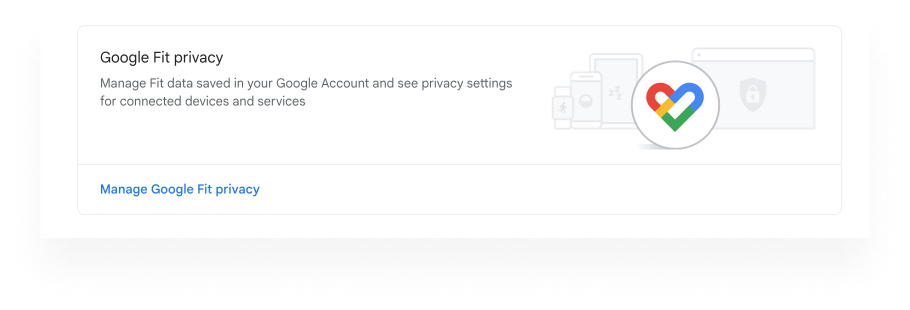 Google Fit privacy
Manage Fit data saved in your Google Account and see privacy settings
for connected devices and services
zzz
Manage Google Fit privacy